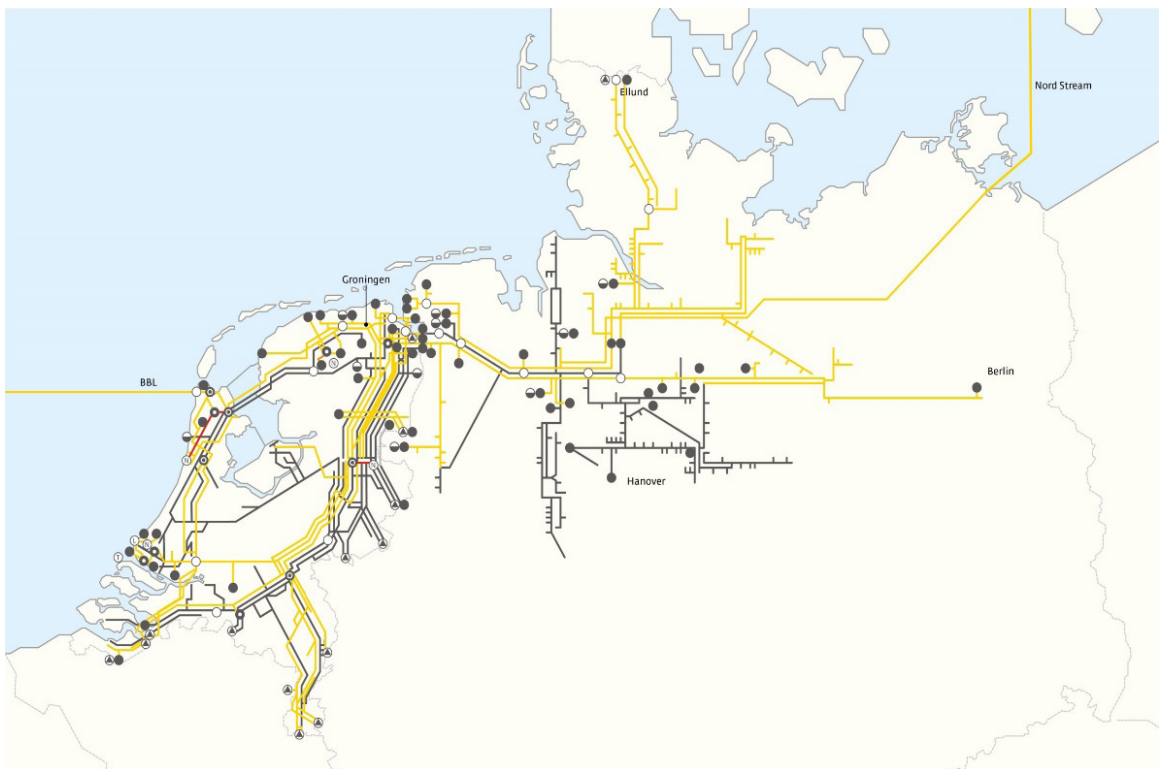 Ellund
Nord Stream
Groningen
BBL
Berlin
Hanover
N
N
N
L
N
T